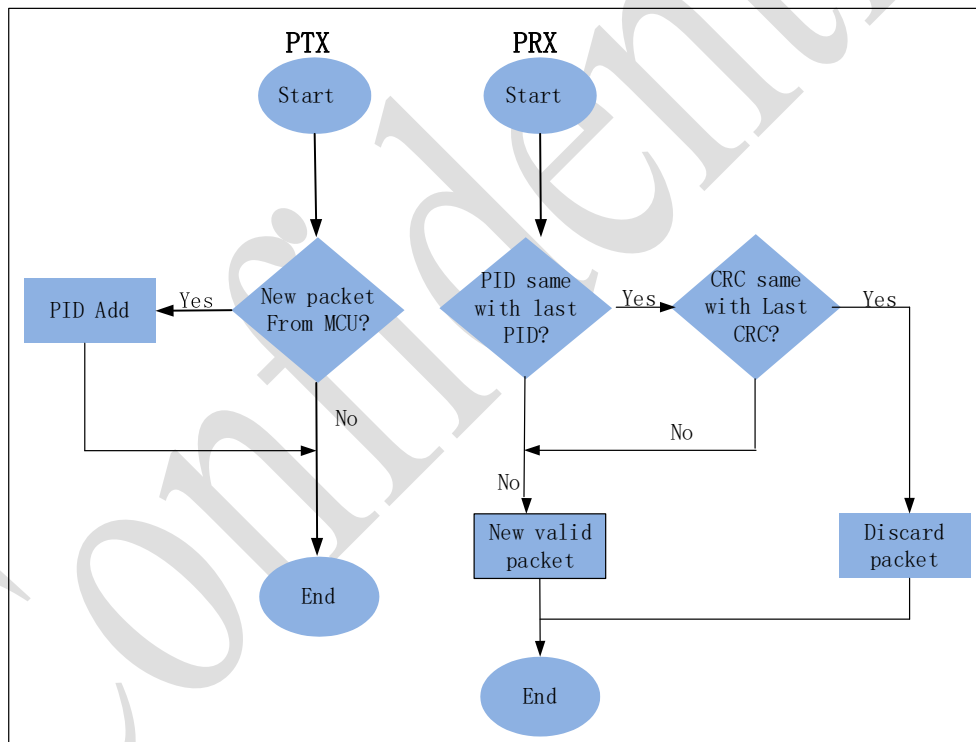 PTX
Start
New packet
From MCU?
Yes
PID Add
No
End
PRX
Start
PID same
with last
PID?
Yes
CRC same
with Last
CRC?
Yes
No
No
New valid
packet
Discard
packet
End
Confidenti